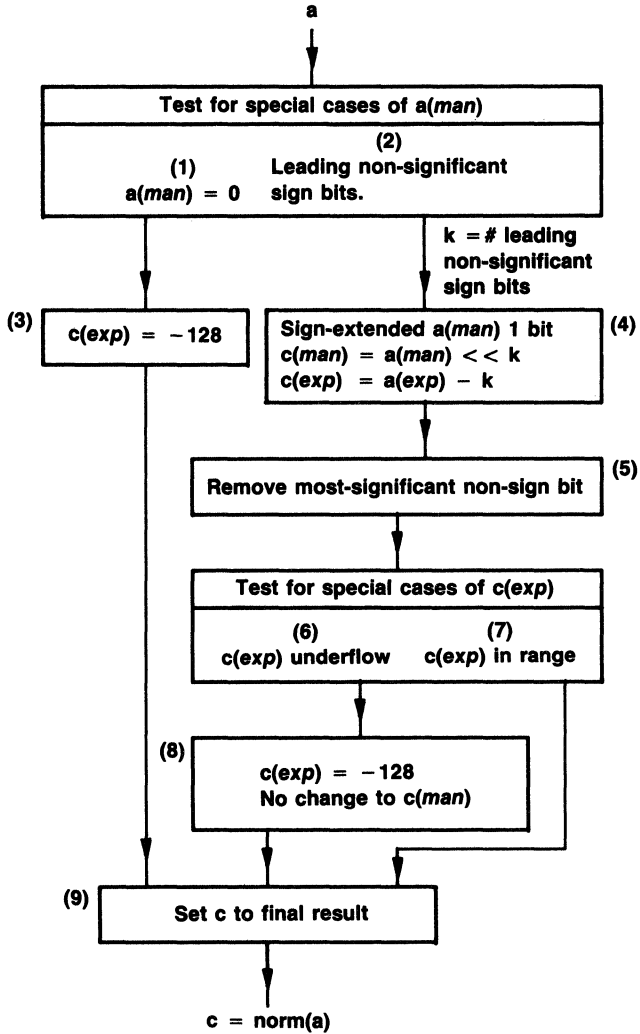 a
Test for special cases of a(man)
(2)
(1) Leading non-significant
a(man) = 0 sign bits.
k = # leading
non-significant
sign bits
(3)
c(exp) = −128
(4)
Sign-extended a(man) 1 bit
c(man) = a(man) << k
c(exp) = a(exp) − k
(5)
Remove most-significant non-sign bit
Test for special cases of c(exp)
(6) (7)
c(exp) underflow c(exp) in range
(8)
c(exp) = −128
No change to c(man)
(9)
Set c to final result
c = norm(a)